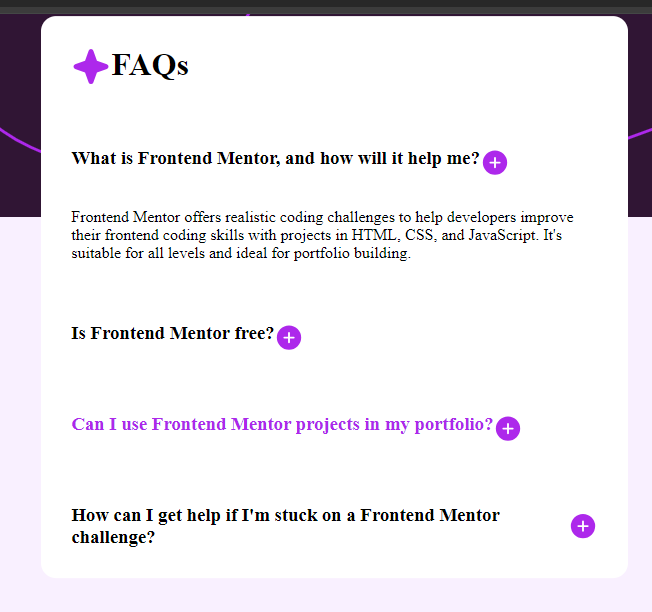 FAQs
What is Frontend Mentor, and how will it help me?
Frontend Mentor offers realistic coding challenges to help developers improve
their frontend coding skills with projects in HTML, CSS, and JavaScript. It's
suitable for all levels and ideal for portfolio building.
Is Frontend Mentor free?
Can I use Frontend Mentor projects in my portfolio?
How can I get help if I'm stuck on a Frontend Mentor
challenge?